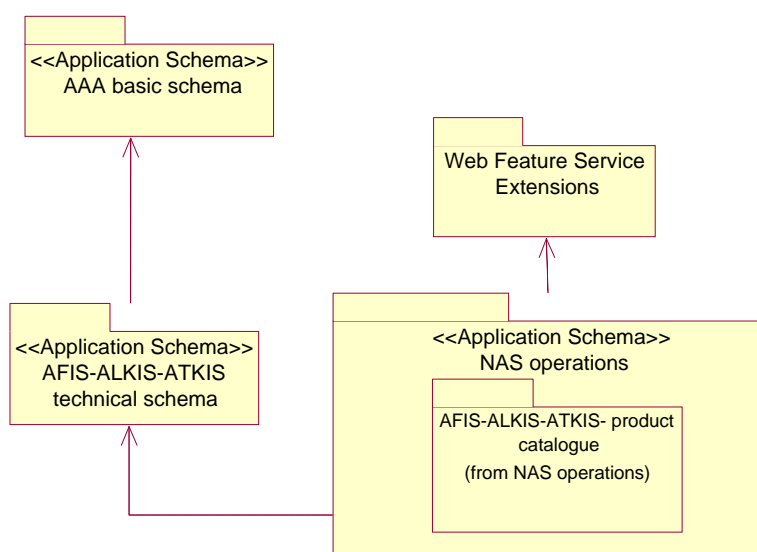 <<Application Schema>>
AAA basic schema
Web Feature Service
Extensions
<<Application Schema>>
AFIS-ALKIS-ATKIS
technical schema
<<Application Schema>>
NAS operations
AFIS-ALKIS-ATKIS- product
catalogue
(from NAS operations)